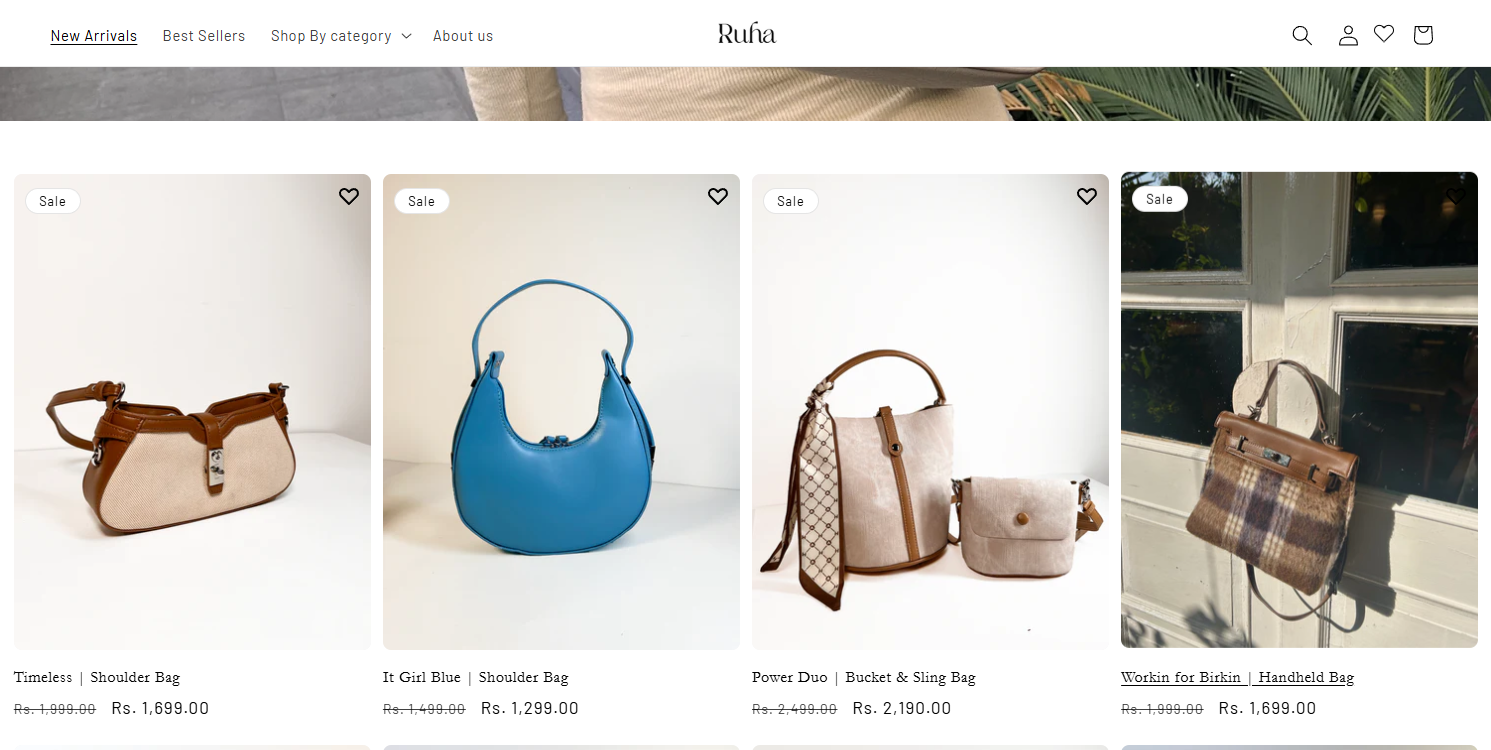 New Arrivals
Best Sellers
Shop By category
About us
Ruha
Sale
Sale
Sale
Sale
Timeless | Shoulder Bag
Rs. 1,999.00 Rs. 1,699.00
It Girl Blue | Shoulder Bag
Rs. 1,499.00 Rs. 1,299.00
Power Duo | Bucket & Sling Bag
Rs. 2,499.00 Rs. 2,190.00
Workin for Birkin | Handheld Bag
Rs. 1,999.00 Rs. 1,699.00